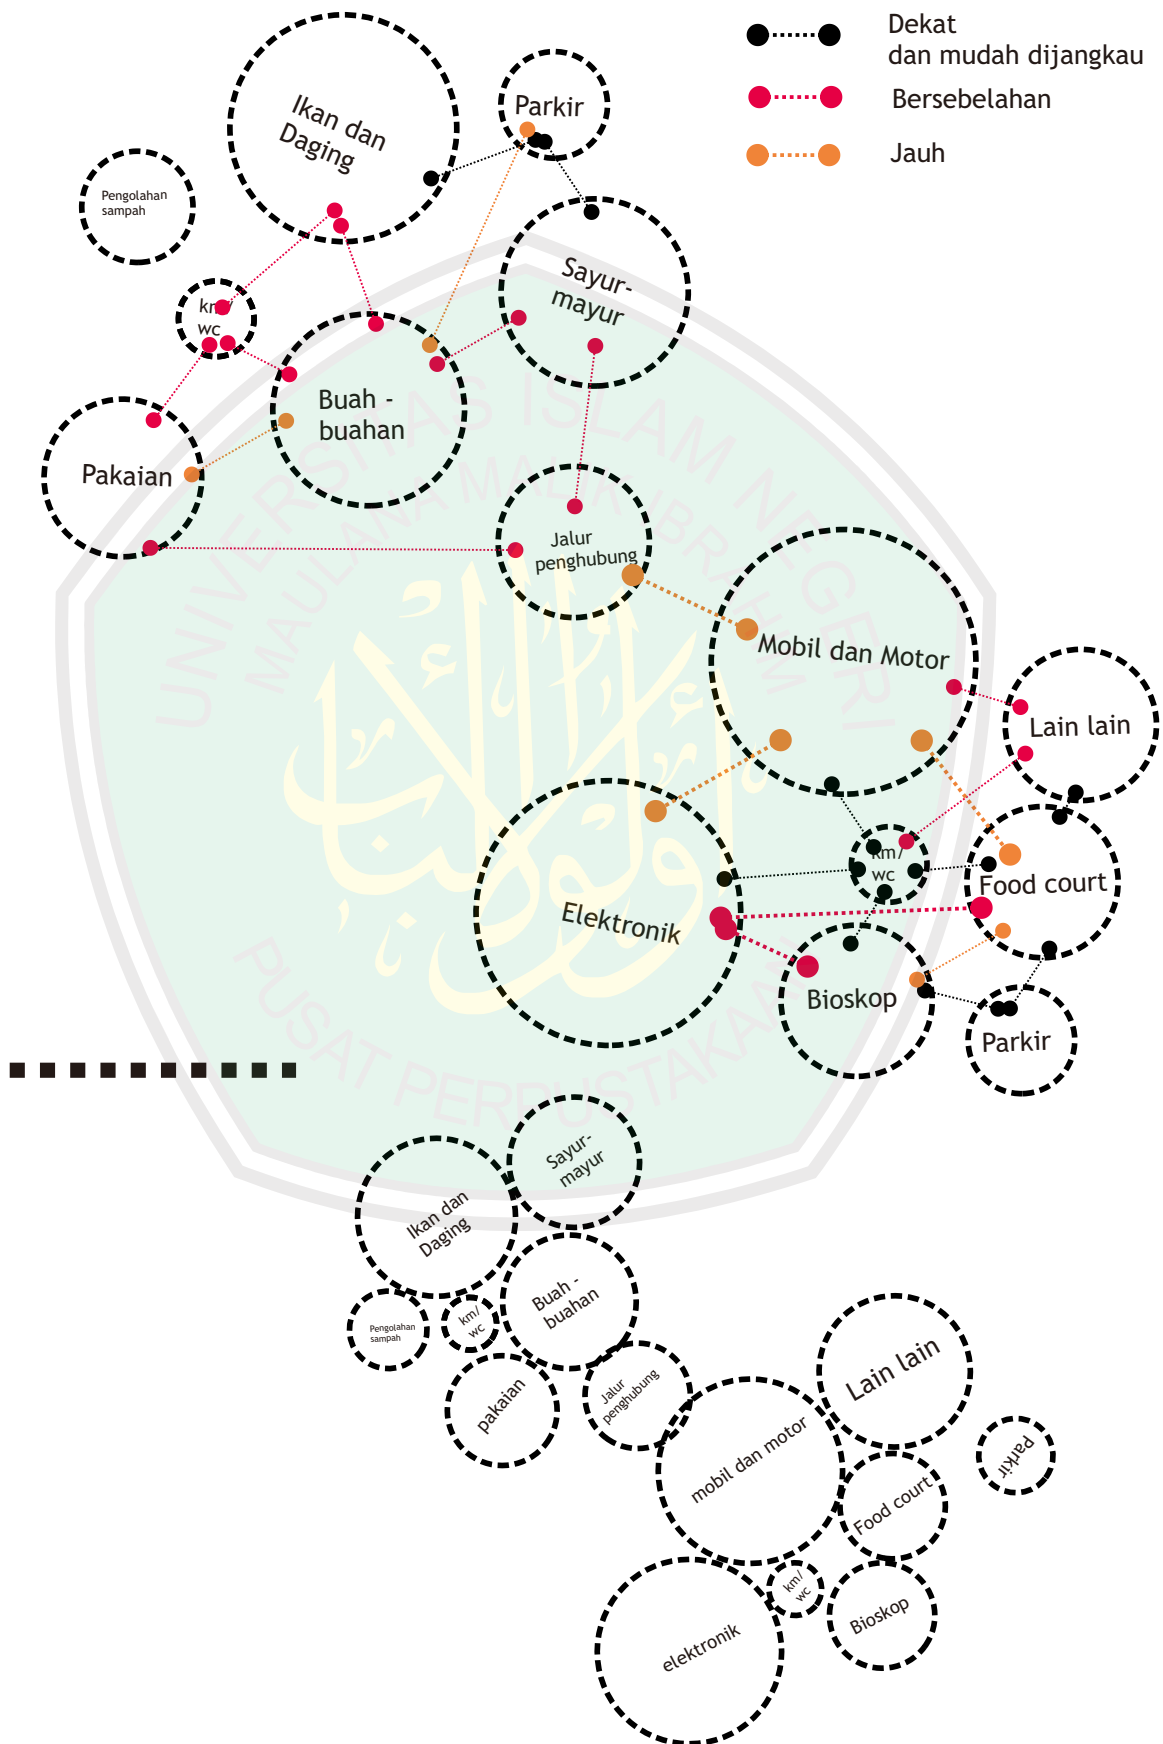 Dekat
dan mudah dijangkau
Bersebelahan
Jauh
Ikan dan
Daging
Parkir
Pengolahan
sampah
Sayur-
mayur
km/
wc
Buah -
buahan
Pakaian
Jalur
penghubung
Mobil dan Motor
Lain lain
km/
wc
Food court
Elektronik
Bioskop
Parkir
UNIVERSITAS ISLAM NEGERI
MAULANA MALIK IBRAHIM
PUSAT PERPUSTAKAAN
Sayur-
mayur
Ikan dan
Daging
Buah -
buahan
Pengolahan
sampah
km/
wc
pakaian
Jalur
penghubung
Lain lain
mobil dan motor
Parkir
Food court
km/
wc
Bioskop
elektronik